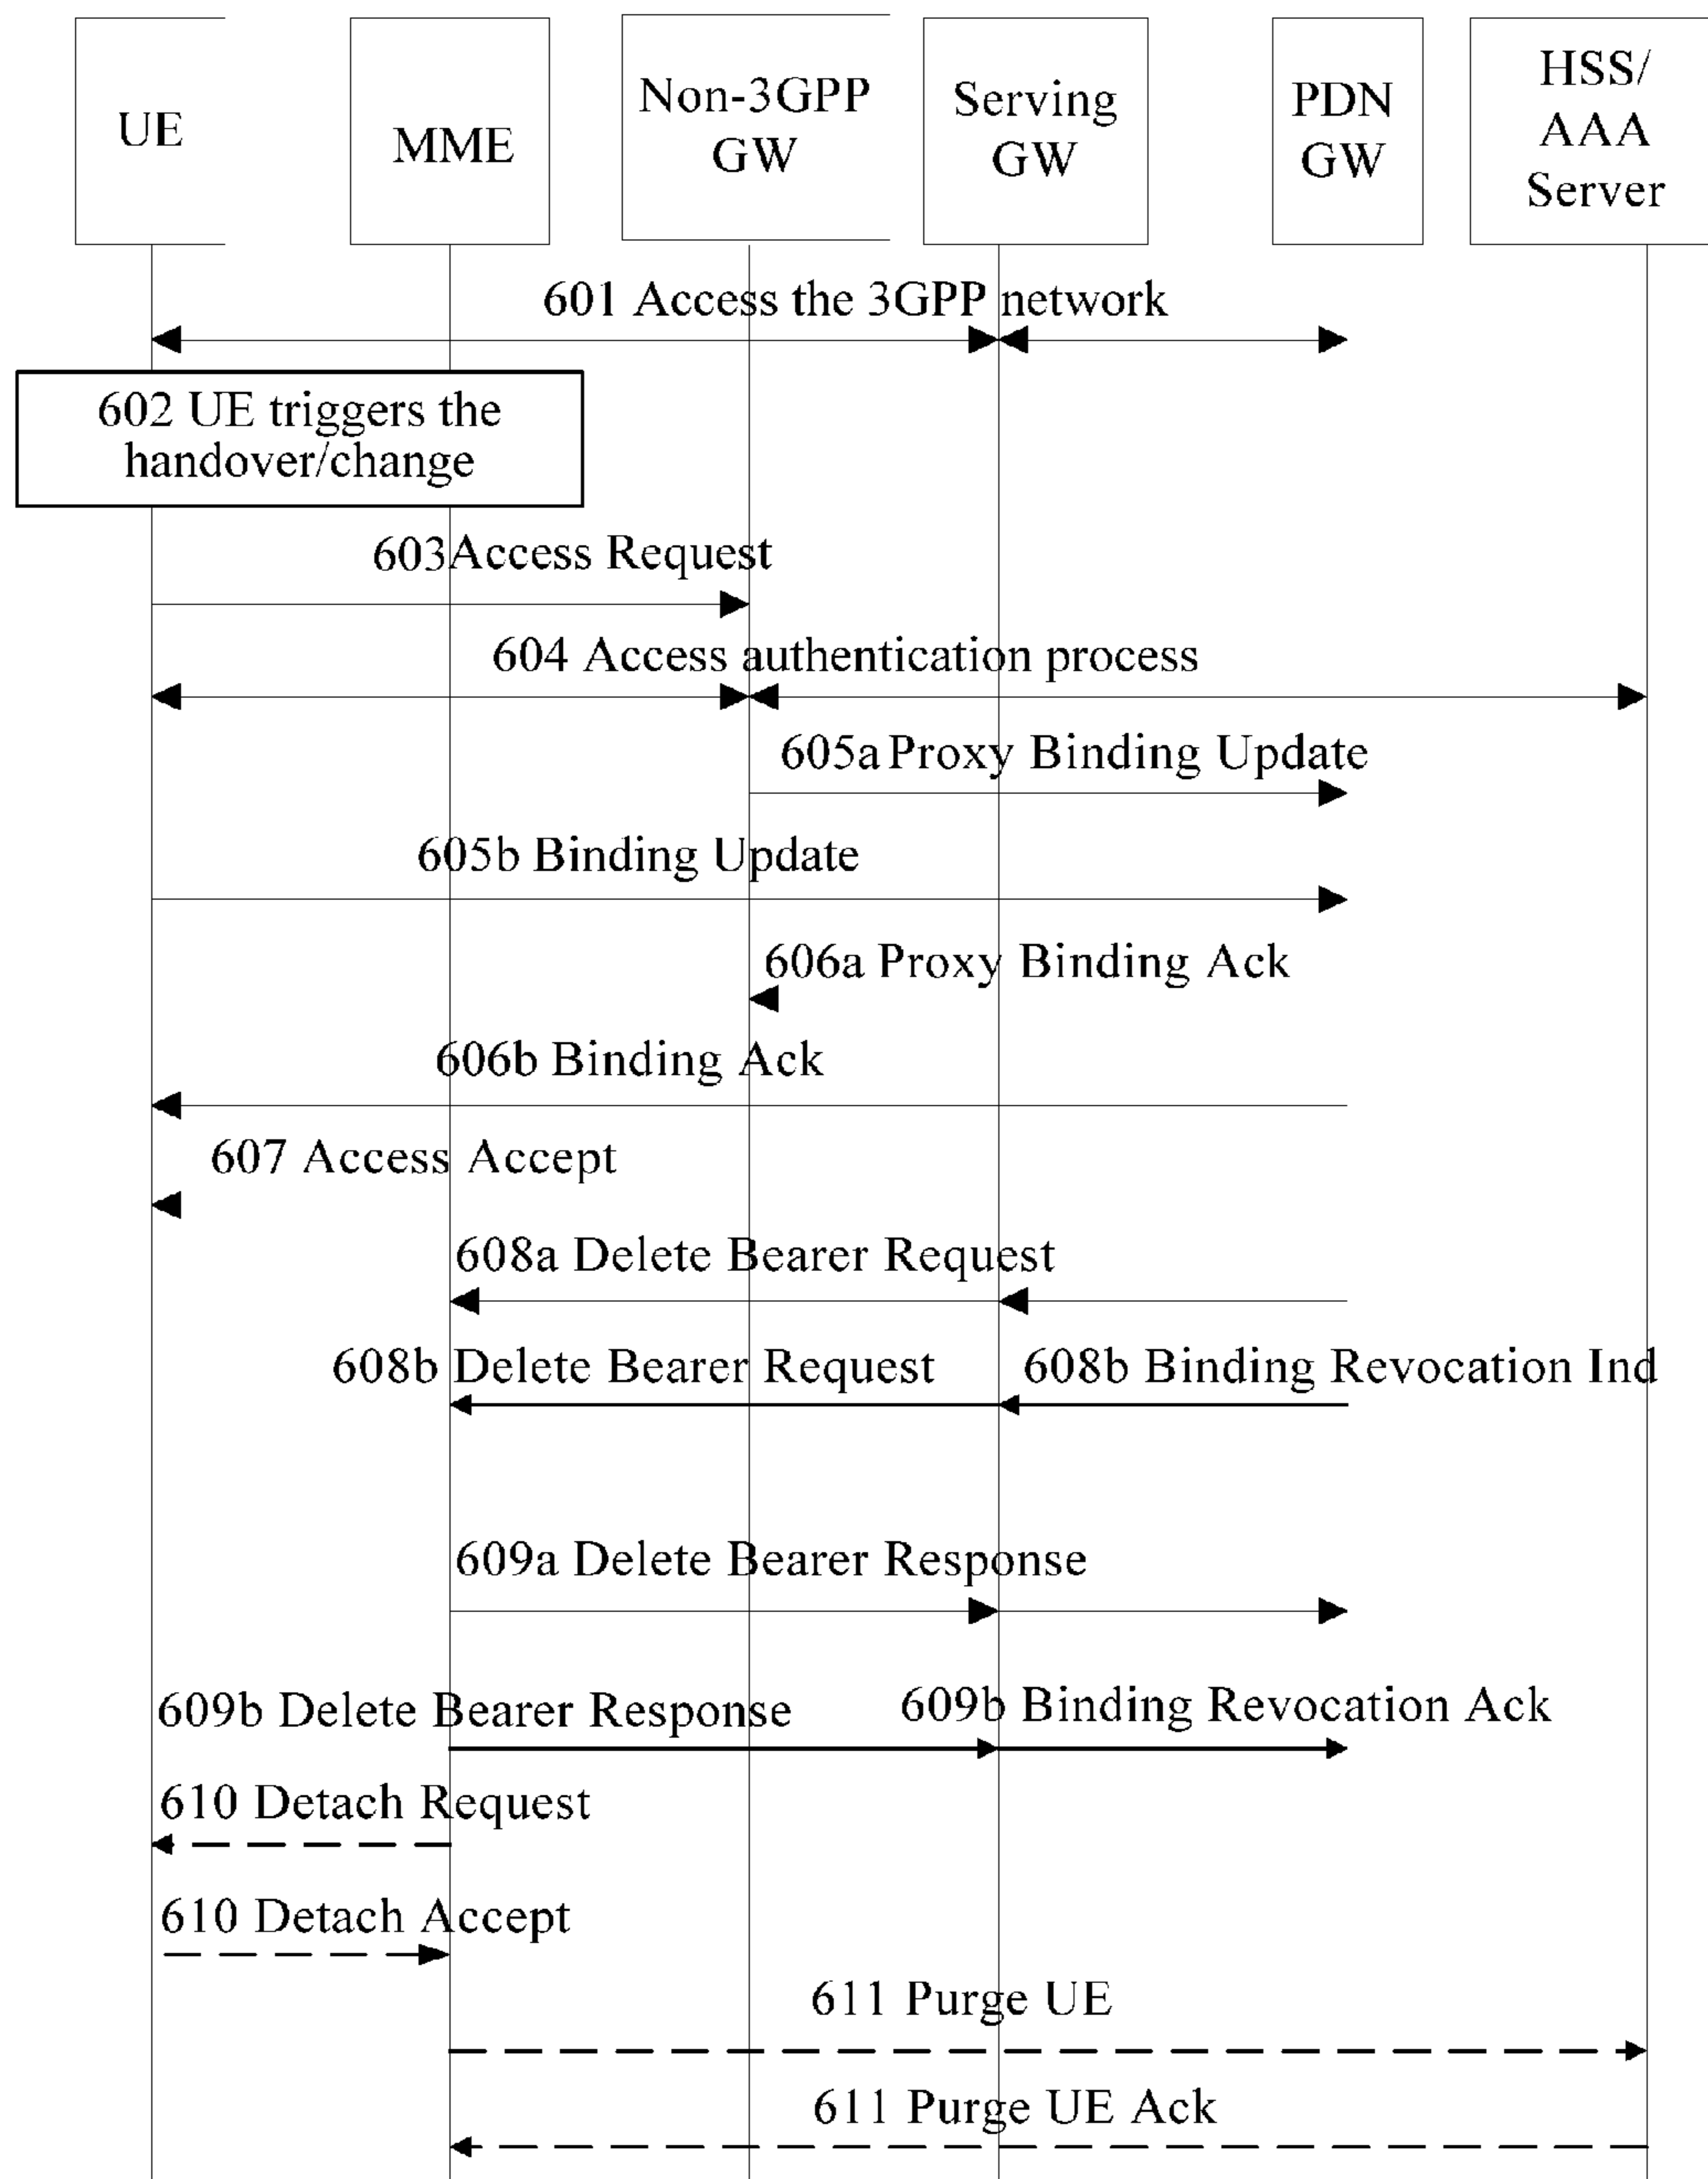 UE
MME
Non-3GPP
GW
Serving
GW
PDN
GW
HSS/
AAA
Server
601 Access the 3GPP network
602 UE triggers the
handover/change
603Access Request
604 Access authentication process
605a Proxy Binding Update
605b Binding Update
606a Proxy Binding Ack
606b Binding Ack
607 Access Accept
608a Delete Bearer Request
608b Delete Bearer Request
608b Binding Revocation Ind
609a Delete Bearer Response
609b Delete Bearer Response
609b Binding Revocation Ack
610 Detach Request
610 Detach Accept
611 Purge UE
611 Purge UE Ack